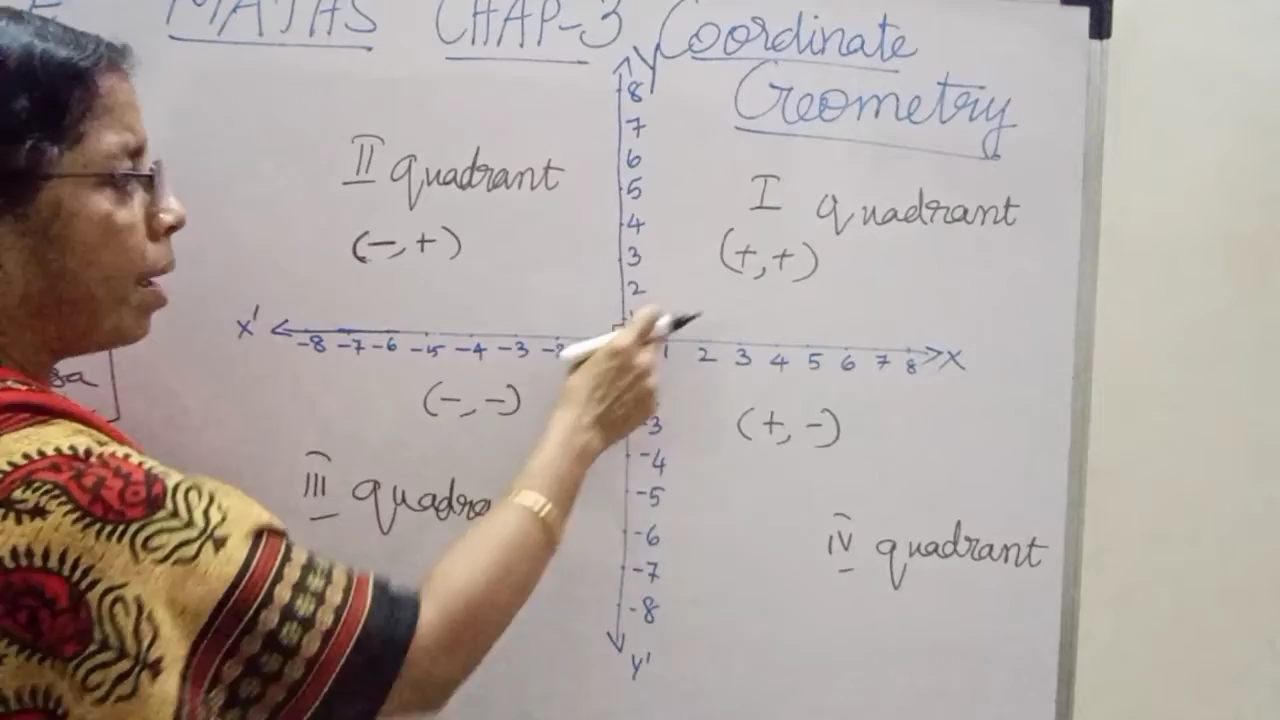 MATHS CHAP-3 Coordinate
Geometry
Y
8
7
6
5
4
3
2
II quadrant
(-,+)
I quadrant
(+,+)
X' -8 -7 -6 -5 -4 -3 1 2 3 4 5 6 7 8 X
(-,-)
(+,-)
-3
-4
-5
-6
-7
-8
III
IV quadrant
Y'